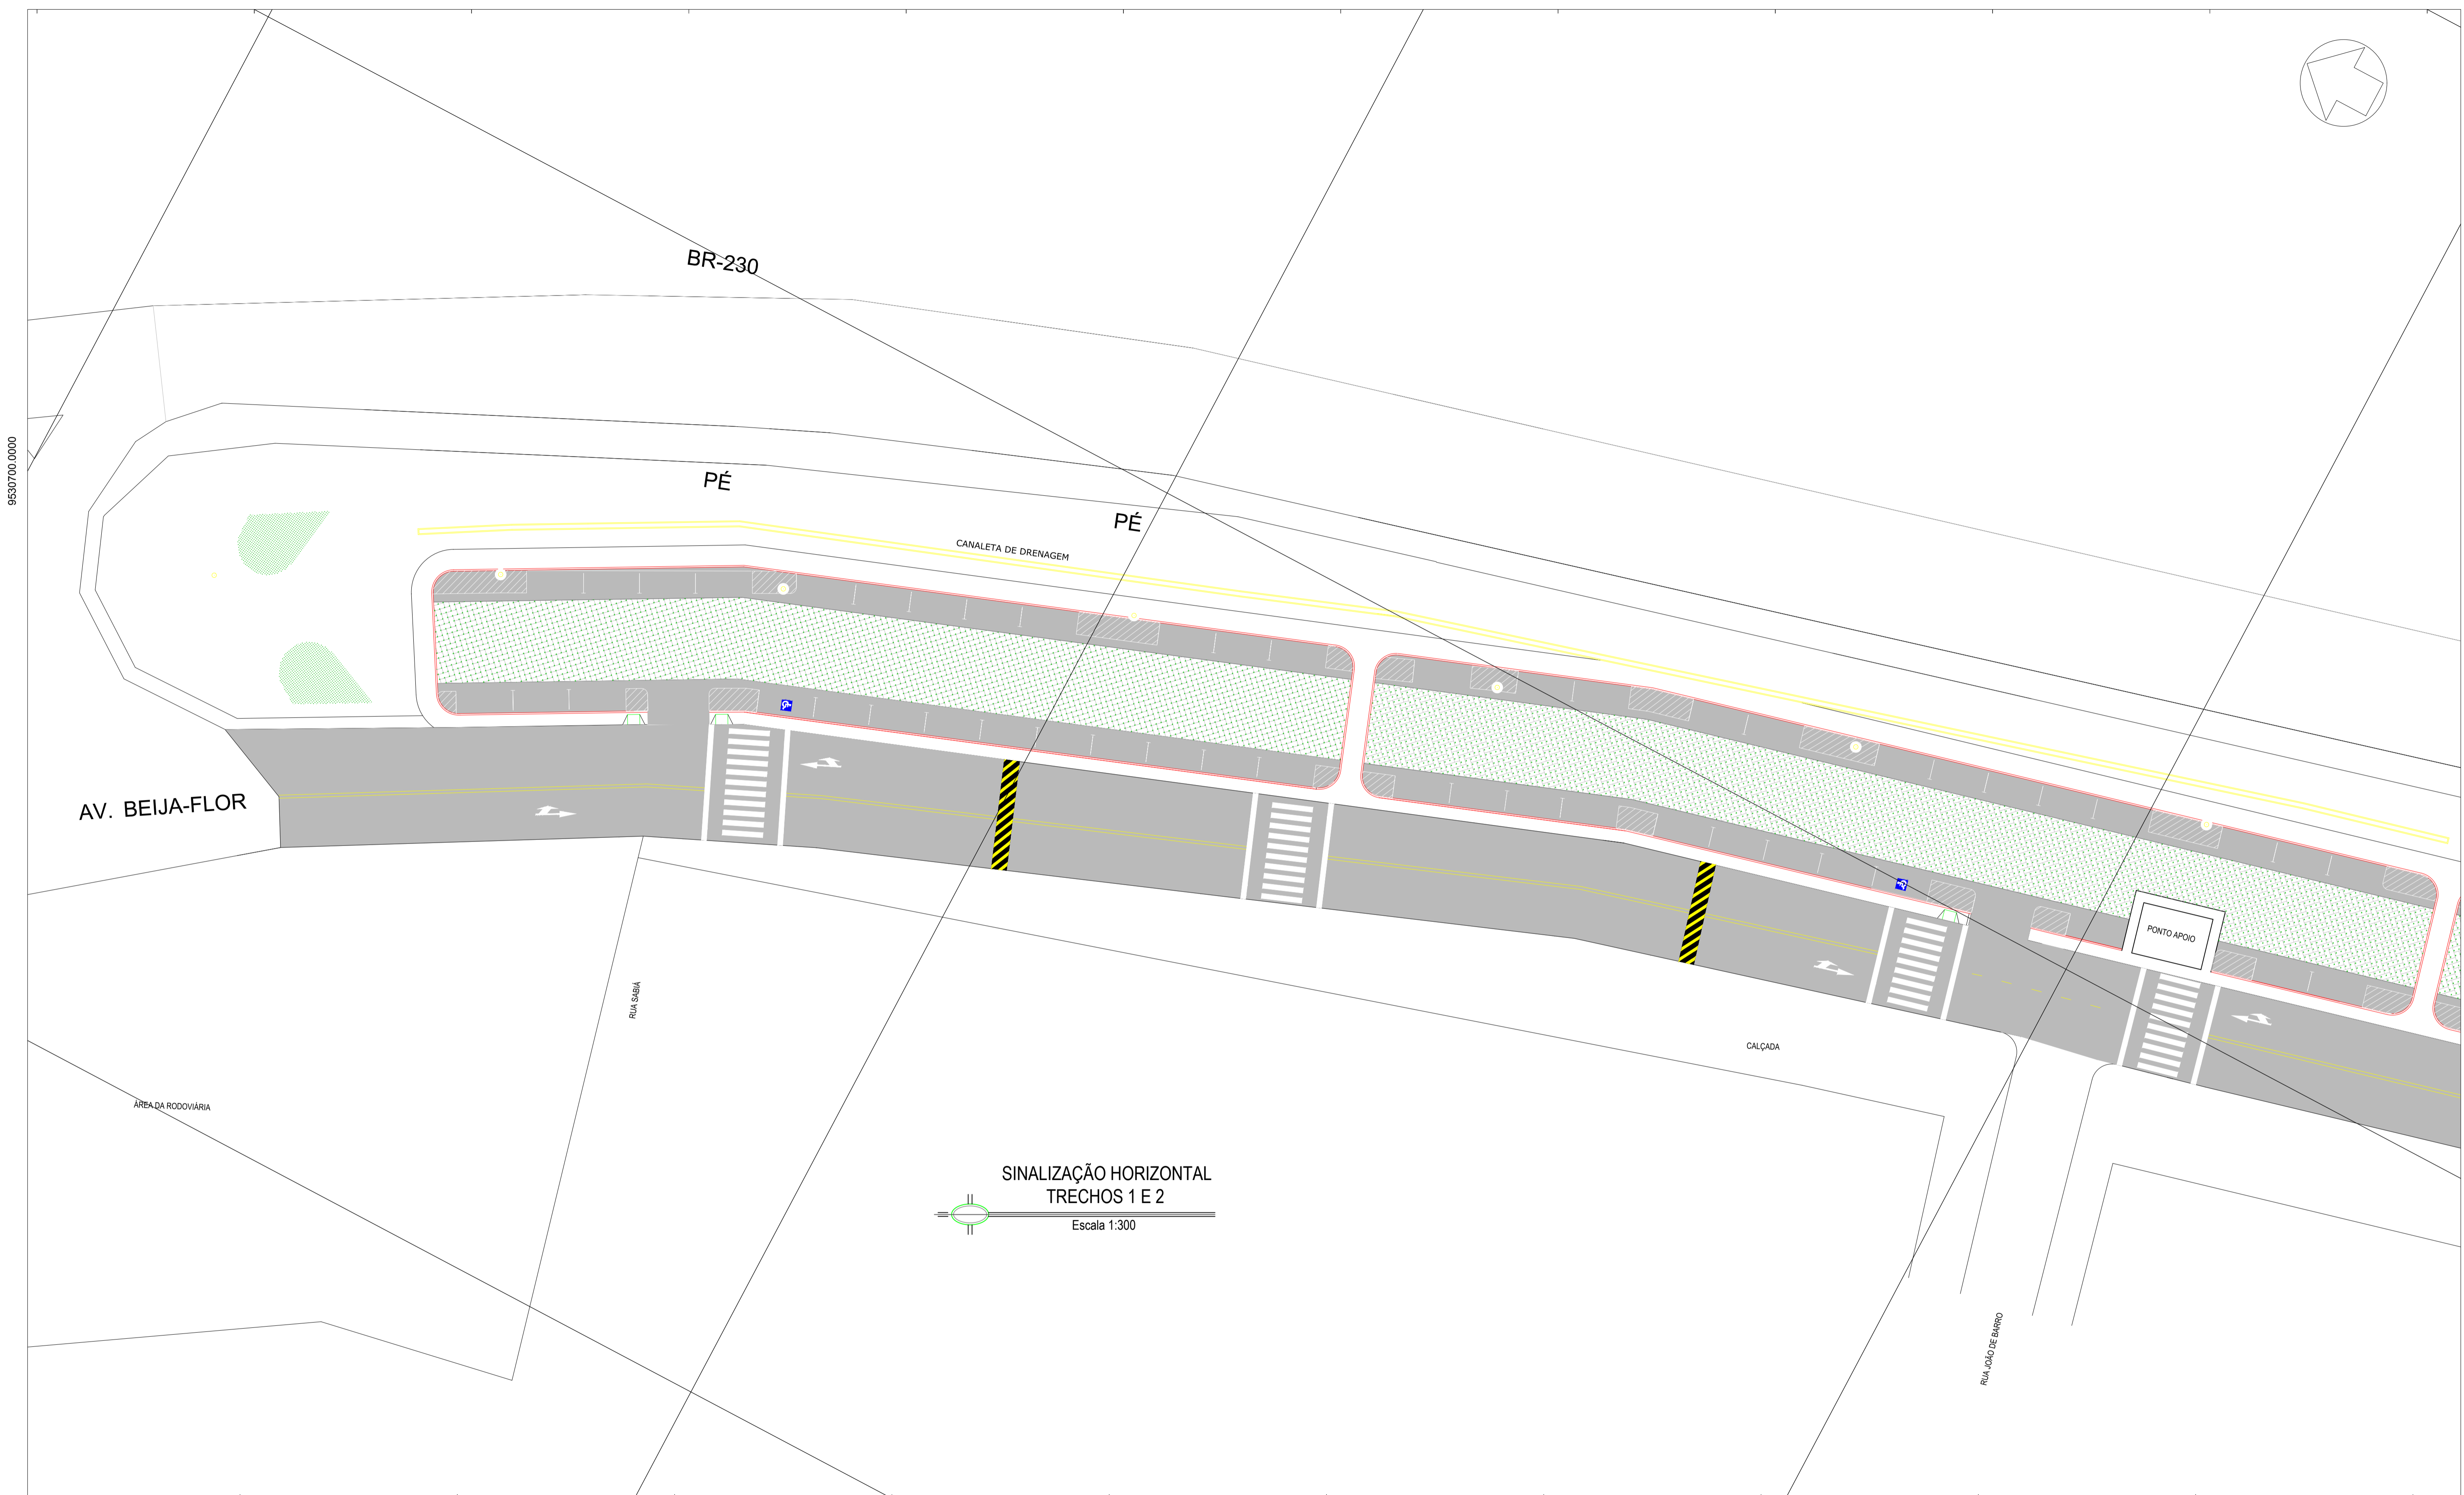 BR-230
9530700.0000
PÉ
PÉ
CANALETA DE DRENAGEM
AV. BEIJA-FLOR
PONTO APOIO
RUA SABIÁ
CALÇADA
ÁREA DA RODOVIÁRIA
SINALIZAÇÃO HORIZONTAL
TRECHOS 1 E 2
Escala 1:300
RUA JOÃO DE BARRO